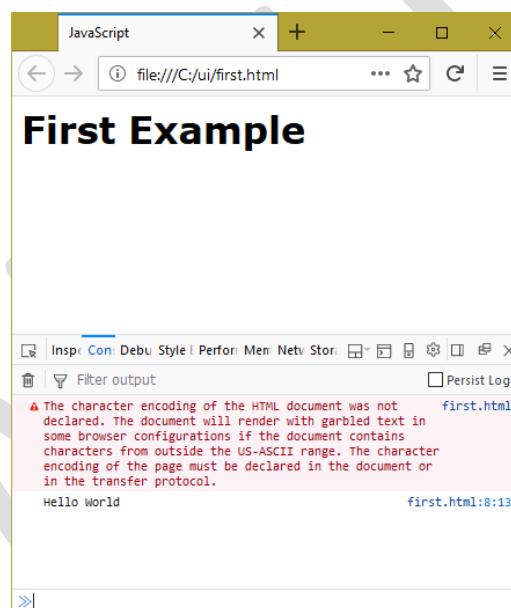 JavaScript
file:///C:/ui/first.html
First Example
Inspe Con Debu Style E Perfor Mem Netw Stora
Filter output Persist Log
The character encoding of the HTML document was not first.html
declared. The document will render with garbled text in
some browser configurations if the document contains
characters from outside the US-ASCII range. The character
encoding of the page must be declared in the document or
in the transfer protocol.
Hello World first.html:8:13